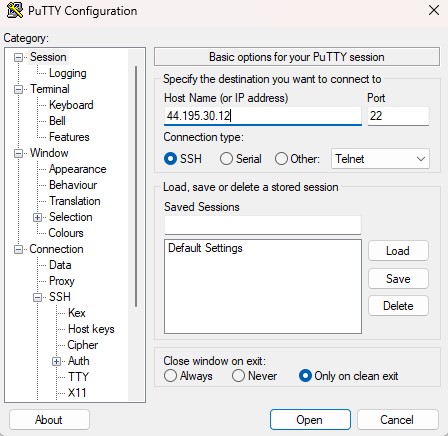 PuTTY Configuration
Category:
Session
Logging
Terminal
Keyboard
Bell
Features
Window
Appearance
Behaviour
Translation
Selection
Colours
Connection
Data
Proxy
SSH
Kex
Host keys
Cipher
Auth
TTY
X11
Basic options for your PuTTY session
Specify the destination you want to connect to
Host Name (or IP address) Port
44.195.30.12 22
Connection type:
SSH Serial Other: Telnet
Load, save or delete a stored session
Saved Sessions
Default Settings
Load
Save
Delete
Close window on exit:
Always Never Only on clean exit
About Open Cancel